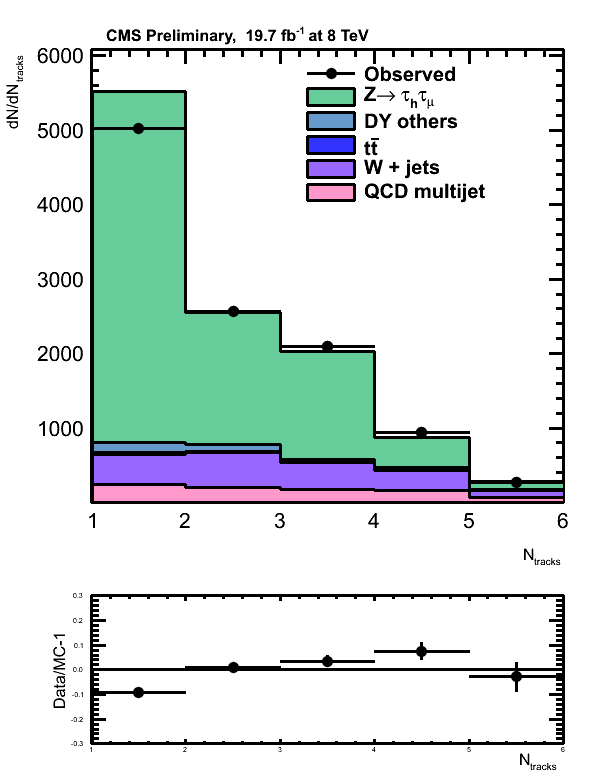 CMS Preliminary, 19.7 fb⁻¹ at 8 TeV
dN/dN_tracks
6000
5000
4000
3000
2000
1000
Observed
Z→ τ_h τ_μ
DY others
tt̄
W + jets
QCD multijet
1 2 3 4 5 6
N_tracks
Data/MC-1
0.3
0.2
0.1
0.0
-0.1
-0.2
-0.3
1 2 3 4 5 6
N_tracks